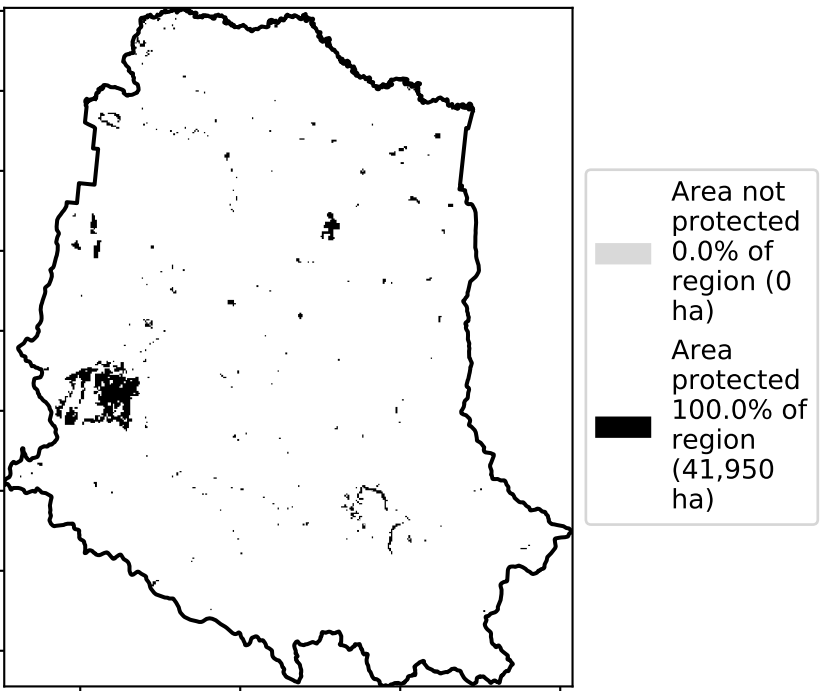 Area not
protected
0.0% of
region (0
ha)
Area
protected
100.0% of
region
(41,950
ha)